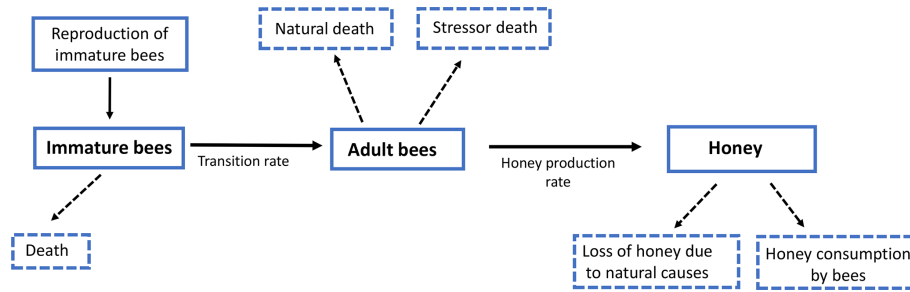 Reproduction of
immature bees
Natural death
Stressor death
Immature bees
Transition rate
Adult bees
Honey production
rate
Honey
Death
Loss of honey due
to natural causes
Honey consumption
by bees